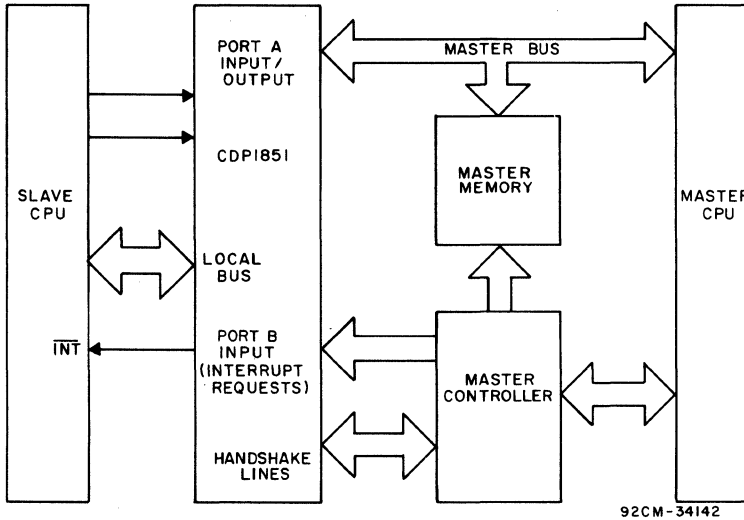 PORT A
INPUT/
OUTPUT
MASTER BUS
CDP1851
SLAVE
CPU
MASTER
MEMORY
MASTER
CPU
LOCAL
BUS
INT
PORT B
INPUT
(INTERRUPT
REQUESTS)
MASTER
CONTROLLER
HANDSHAKE
LINES
92CM-34142